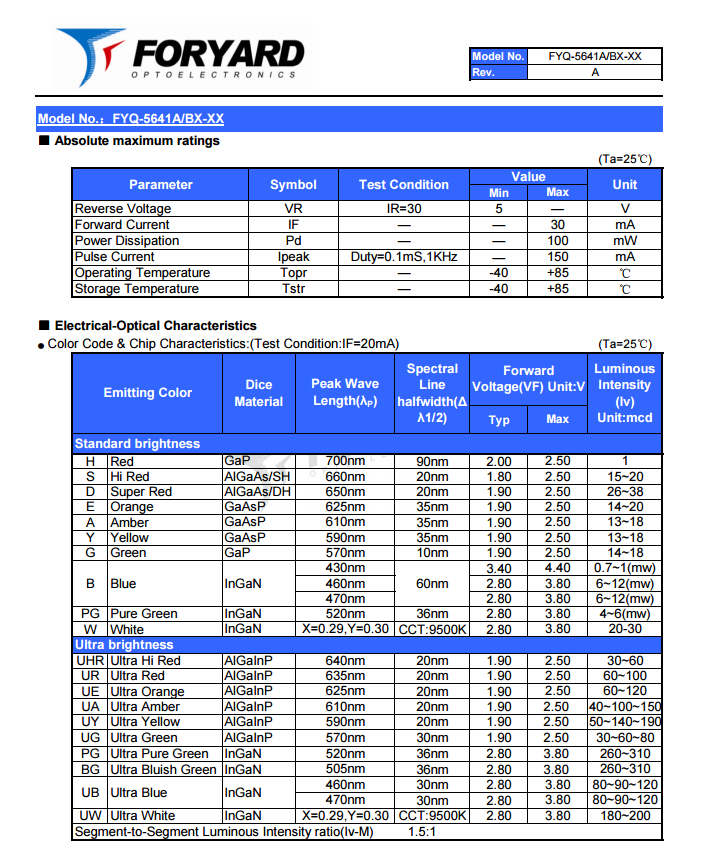 FORYARD
OPTOELECTRONICS
Model No. FYQ-5641A/BX-XX
Rev. A
Model No.: FYQ-5641A/BX-XX
■ Absolute maximum ratings
(Ta=25℃)
Parameter Symbol Test Condition Value Unit
Min Max
Reverse Voltage VR IR=30 5 — V
Forward Current IF — — 30 mA
Power Dissipation Pd — — 100 mW
Pulse Current Ipeak Duty=0.1mS,1KHz — 150 mA
Operating Temperature Topr — -40 +85 ℃
Storage Temperature Tstr — -40 +85 ℃
■ Electrical-Optical Characteristics
● Color Code & Chip Characteristics:(Test Condition:IF=20mA) (Ta=25℃)
Emitting Color Dice Material Peak Wave Length(λP) Spectral Line halfwidth(Δλ1/2) Forward Voltage(VF) Unit:V Luminous Intensity (Iv) Unit:mcd
Typ Max
Standard brightness
H Red GaP 700nm 90nm 2.00 2.50 1
S Hi Red AlGaAs/SH 660nm 20nm 1.80 2.50 15~20
D Super Red AlGaAs/DH 650nm 20nm 1.90 2.50 26~38
E Orange GaAsP 625nm 35nm 1.90 2.50 14~20
A Amber GaAsP 610nm 35nm 1.90 2.50 13~18
Y Yellow GaAsP 590nm 35nm 1.90 2.50 13~18
G Green GaP 570nm 10nm 1.90 2.50 14~18
B Blue InGaN 430nm 60nm 3.40 4.40 0.7~1(mw)
460nm 2.80 3.80 6~12(mw)
470nm 2.80 3.80 6~12(mw)
PG Pure Green InGaN 520nm 36nm 2.80 3.80 4~6(mw)
W White InGaN X=0.29,Y=0.30 CCT:9500K 2.80 3.80 20-30
Ultra brightness
UHR Ultra Hi Red AlGaInP 640nm 20nm 1.90 2.50 30~60
UR Ultra Red AlGaInP 635nm 20nm 1.90 2.50 60~100
UE Ultra Orange AlGaInP 625nm 20nm 1.90 2.50 60~120
UA Ultra Amber AlGaInP 610nm 20nm 1.90 2.50 40~100~150
UY Ultra Yellow AlGaInP 590nm 20nm 1.90 2.50 50~140~190
UG Ultra Green AlGaInP 570nm 30nm 1.90 2.50 30~60~80
PG Ultra Pure Green InGaN 520nm 36nm 2.80 3.80 260~310
BG Ultra Bluish Green InGaN 505nm 36nm 2.80 3.80 260~310
UB Ultra Blue InGaN 460nm 30nm 2.80 3.80 80~90~120
470nm 30nm 2.80 3.80 80~90~120
UW Ultra White InGaN X=0.29,Y=0.30 CCT:9500K 2.80 3.80 180~200
Segment-to-Segment Luminous Intensity ratio(Iv-M) 1.5:1